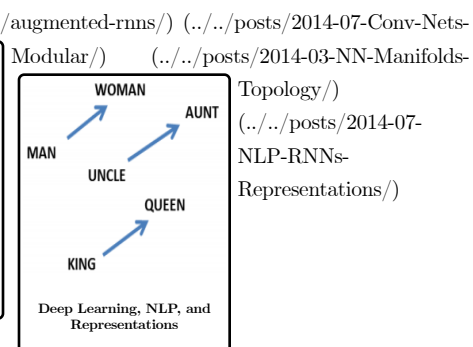 /augmented-rnns/) (../../posts/2014-07-Conv-Nets-
Modular/) (../../posts/2014-03-NN-Manifolds-
Topology/)
(../../posts/2014-07-
NLP-RNNs-
Representations/)
WOMAN
AUNT
MAN
UNCLE
QUEEN
KING
Deep Learning, NLP, and
Representations